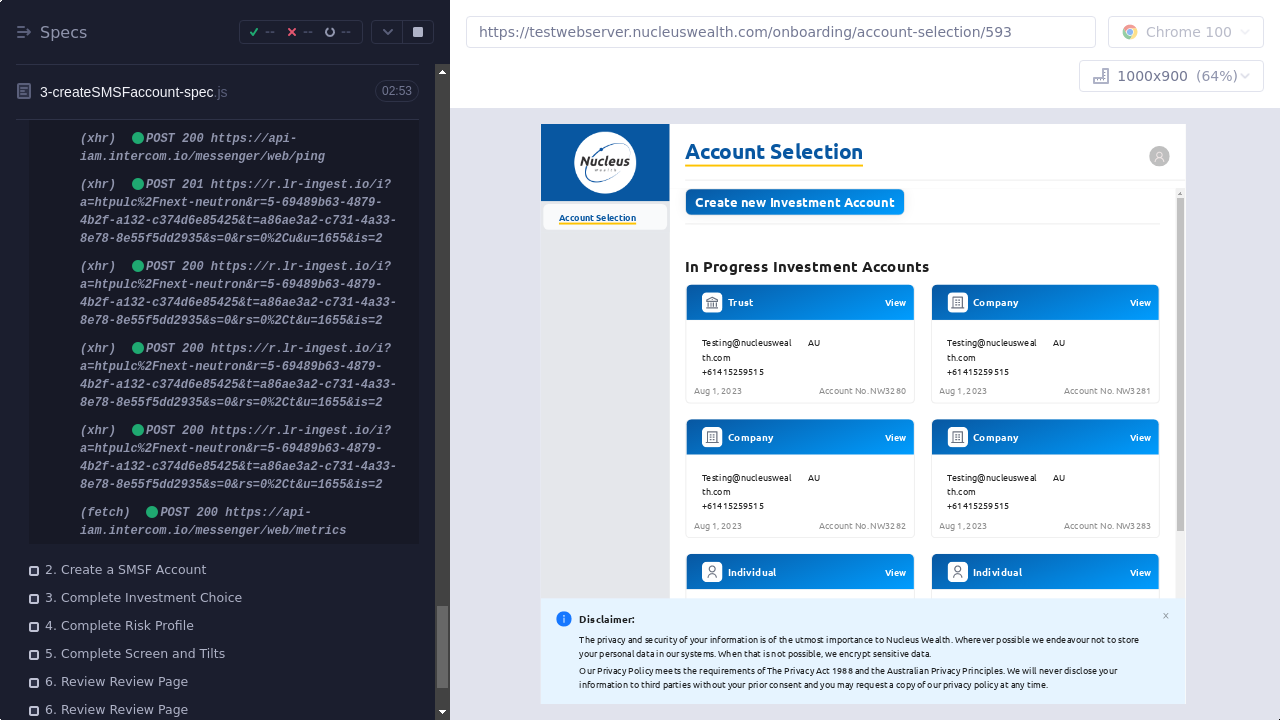 Specs
--
--
--
3-createSMSFaccount-spec.js
02:53
(xhr) POST 200 https://api-
iam.intercom.io/messenger/web/ping
(xhr) POST 201 https://r.lr-ingest.io/i?
a=htpulc%2Fnext-neutron&r=5-69489b63-4879-
4b2f-a132-c374d6e85425&t=a86ae3a2-c731-4a33-
8e78-8e55f5dd2935&s=0&rs=0%2Cu&u=1655&is=2
(xhr) POST 200 https://r.lr-ingest.io/i?
a=htpulc%2Fnext-neutron&r=5-69489b63-4879-
4b2f-a132-c374d6e85425&t=a86ae3a2-c731-4a33-
8e78-8e55f5dd2935&s=0&rs=0%2Ct&u=1655&is=2
(xhr) POST 200 https://r.lr-ingest.io/i?
a=htpulc%2Fnext-neutron&r=5-69489b63-4879-
4b2f-a132-c374d6e85425&t=a86ae3a2-c731-4a33-
8e78-8e55f5dd2935&s=0&rs=0%2Ct&u=1655&is=2
(xhr) POST 200 https://r.lr-ingest.io/i?
a=htpulc%2Fnext-neutron&r=5-69489b63-4879-
4b2f-a132-c374d6e85425&t=a86ae3a2-c731-4a33-
8e78-8e55f5dd2935&s=0&rs=0%2Ct&u=1655&is=2
(fetch) POST 200 https://api-
iam.intercom.io/messenger/web/metrics
2. Create a SMSF Account
3. Complete Investment Choice
4. Complete Risk Profile
5. Complete Screen and Tilts
6. Review Review Page
6. Review Review Page
https://testwebserver.nucleuswealth.com/onboarding/account-selection/593
Chrome 100
1000x900 (64%)
Nucleus
Wealth
Account Selection
Account Selection
Create new Investment Account
In Progress Investment Accounts
Trust
View
Testing@nucleusweal
th.com
AU
+61415259515
Aug 1, 2023
Account No. NW3280
Company
View
Testing@nucleusweal
th.com
AU
+61415259515
Aug 1, 2023
Account No. NW3281
Company
View
Testing@nucleusweal
th.com
AU
+61415259515
Aug 1, 2023
Account No. NW3282
Company
View
Testing@nucleusweal
th.com
AU
+61415259515
Aug 1, 2023
Account No. NW3283
Individual
View
Individual
View
Disclaimer:
x
The privacy and security of your information is of the utmost importance to Nucleus Wealth. Wherever possible we endeavour not to store
your personal data in our systems. When that is not possible, we encrypt sensitive data.
Our Privacy Policy meets the requirements of The Privacy Act 1988 and the Australian Privacy Principles. We will never disclose your
information to third parties without your prior consent and you may request a copy of our privacy policy at any time.